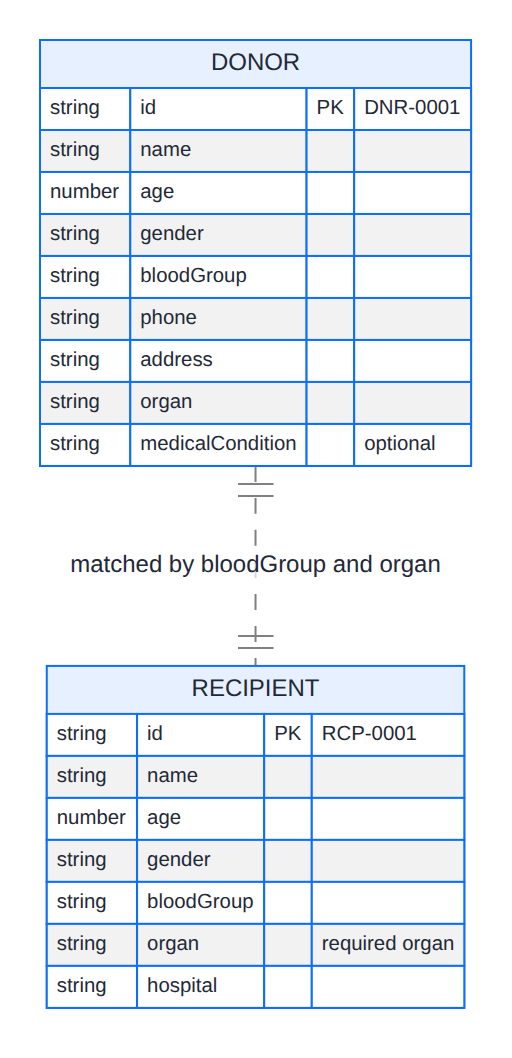 DONOR
string id PK DNR-0001
string name
number age
string gender
string bloodGroup
string phone
string address
string organ
string medicalCondition optional
matched by bloodGroup and organ
RECIPIENT
string id PK RCP-0001
string name
number age
string gender
string bloodGroup
string organ required organ
string hospital